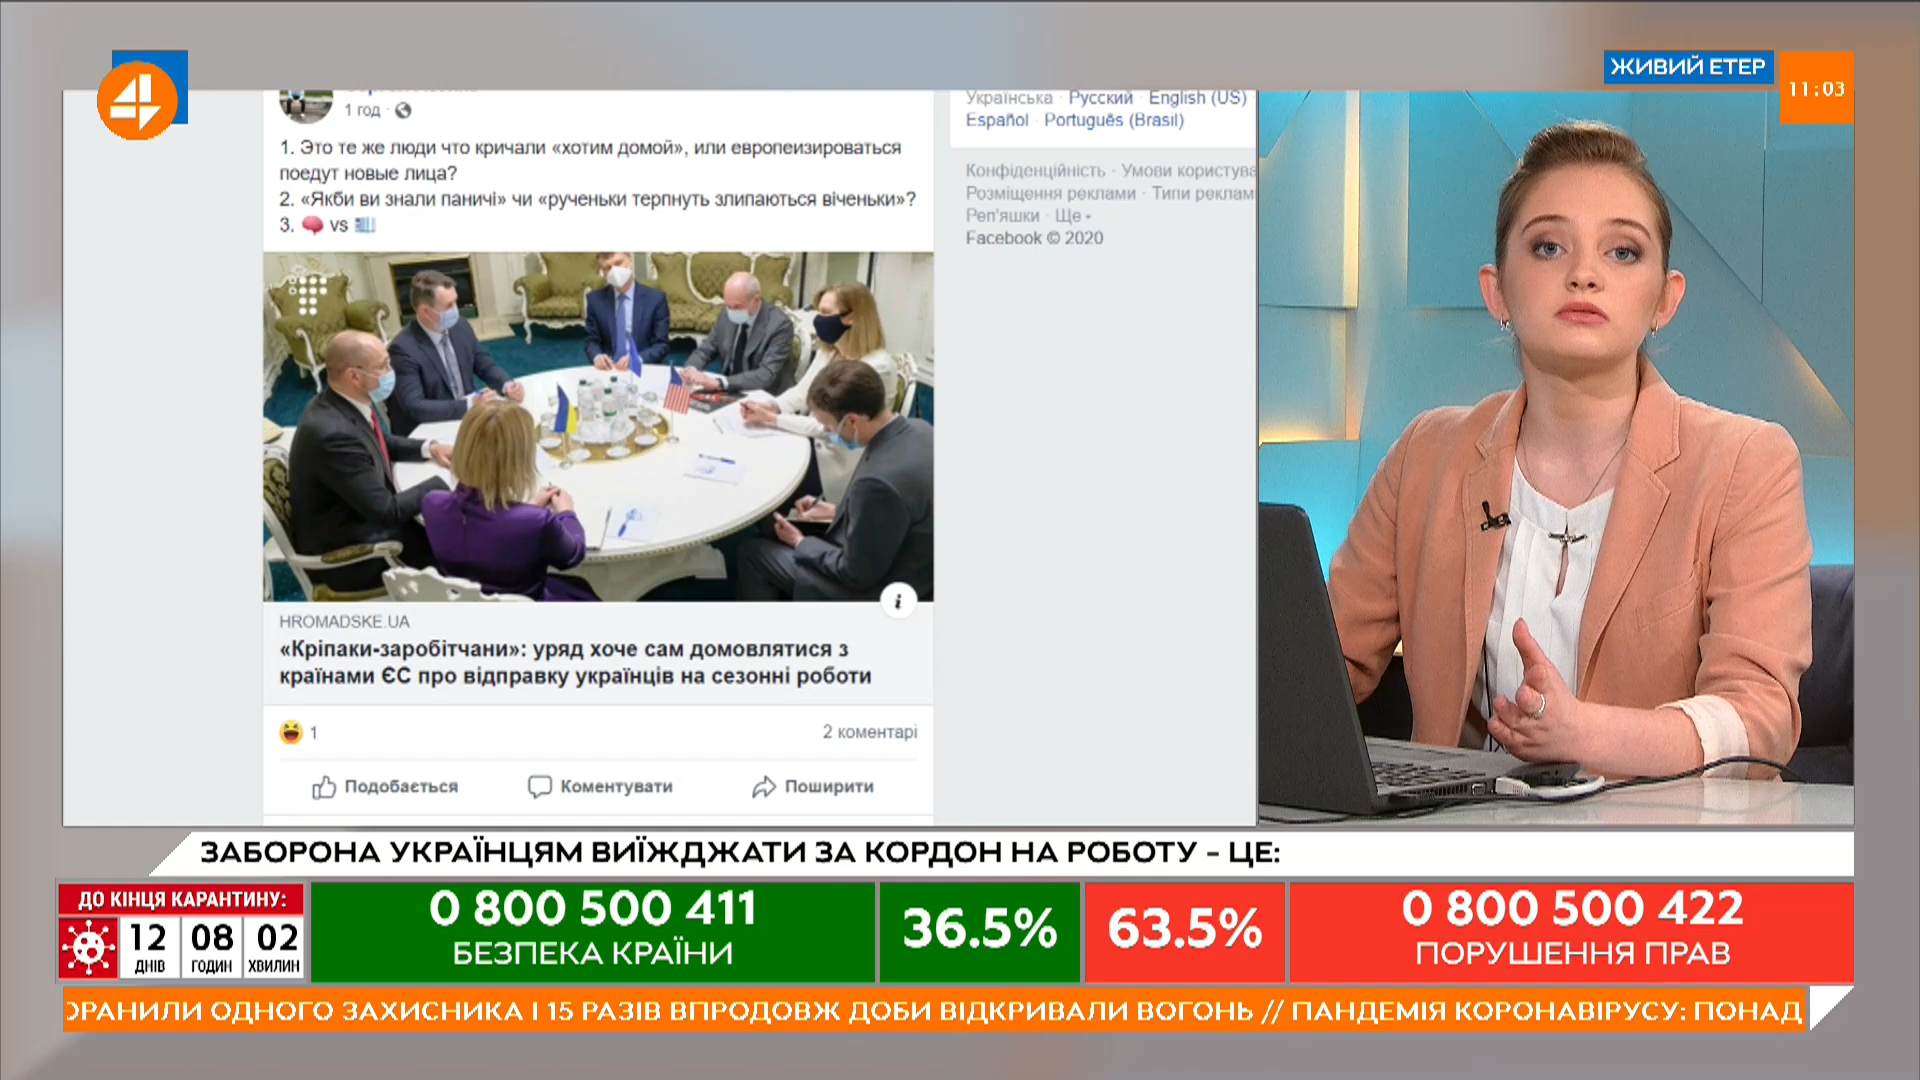 4
ЖИВИЙ ЕТЕР
11:03
1 год ·
1. Это те же люди что кричали «хотим домой», или европеизироваться
поедут новые лица?
2. «Якби ви знали паничі» чи «рученьки терпнуть злипаються віченьки»?
3. vs
Українська · Русский · English (US) ·
Español · Português (Brasil)
Конфіденційність · Умови користува
Розміщення реклами · Типи реклам
Реп'яшки · Ще
Facebook © 2020
HROMADSKE.UA
«Кріпаки-заробітчани»: уряд хоче сам домовлятися з
країнами ЄС про відправку українців на сезонні роботи
1
2 коментарі
Подобається
Коментувати
Поширити
ЗАБОРОНА УКРАЇНЦЯМ ВИЇЖДЖАТИ ЗА КОРДОН НА РОБОТУ – ЦЕ:
ДО КІНЦЯ КАРАНТИНУ:
12 08 02
ДНІВ ГОДИН ХВИЛИН
0 800 500 411
БЕЗПЕКА КРАЇНИ
36.5%
63.5%
0 800 500 422
ПОРУШЕННЯ ПРАВ
ОРАНИЛИ ОДНОГО ЗАХИСНИКА І 15 РАЗІВ ВПРОДОВЖ ДОБИ ВІДКРИВАЛИ ВОГОНЬ // ПАНДЕМІЯ КОРОНАВІРУСУ: ПОНАД